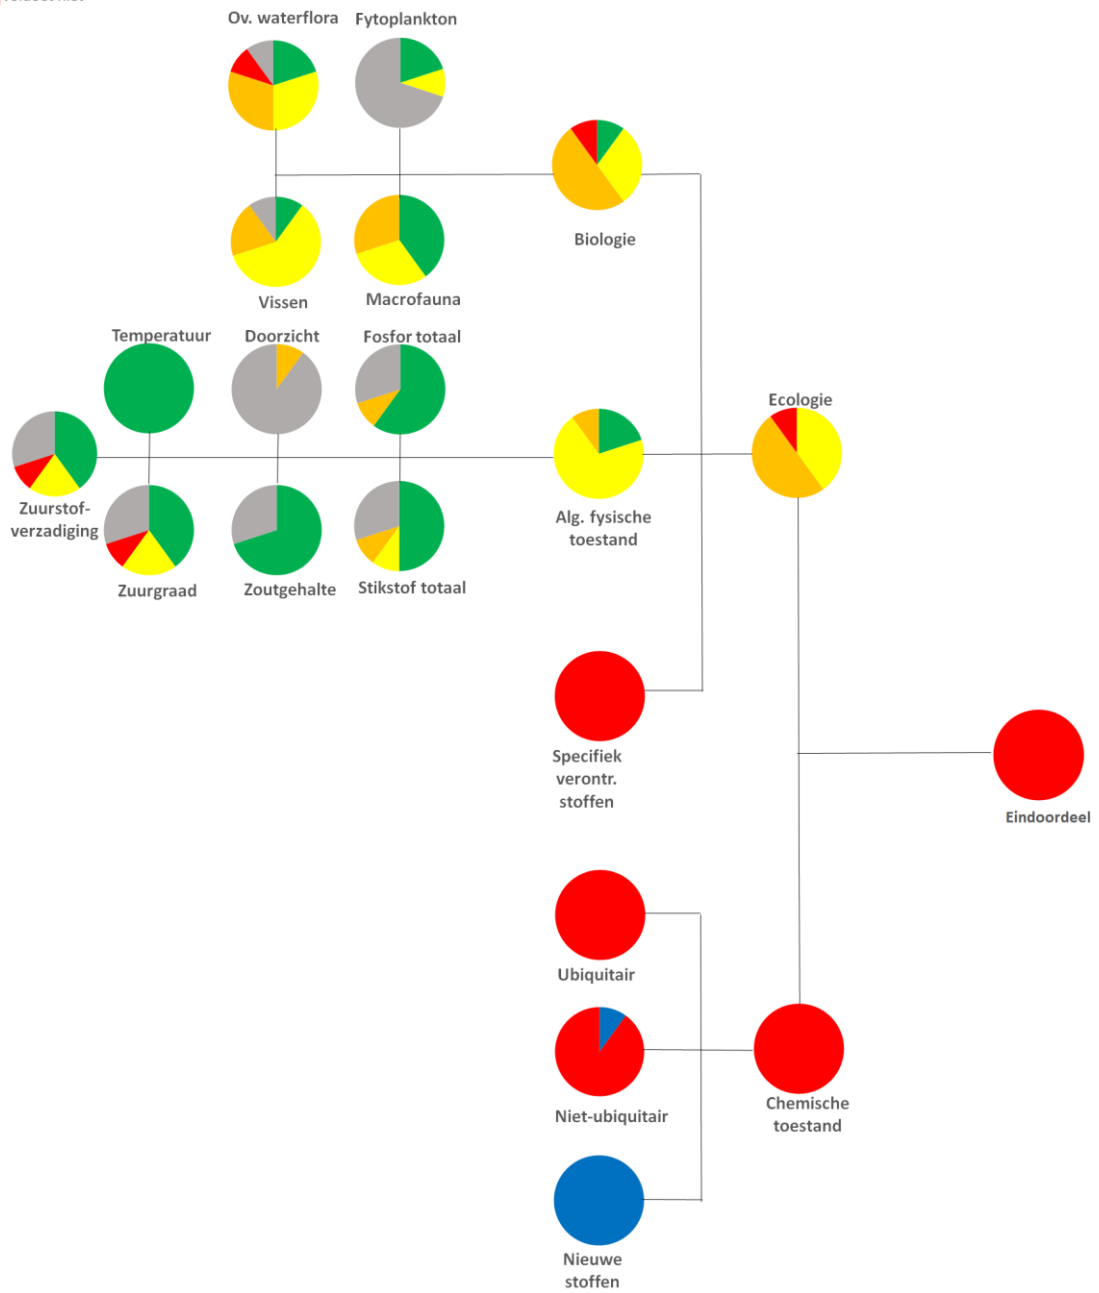 Ov. waterflora
Fytoplankton
Biologie
Vissen
Macrofauna
Temperatuur
Doorzicht
Fosfor totaal
Ecologie
Zuurstof-
verzadiging
Alg. fysische
toestand
Zuurgraad
Zoutgehalte
Stikstof totaal
Specifiek
verontr.
stoffen
Eindoordeel
Ubiquitair
Niet-ubiquitair
Chemische
toestand
Nieuwe
stoffen